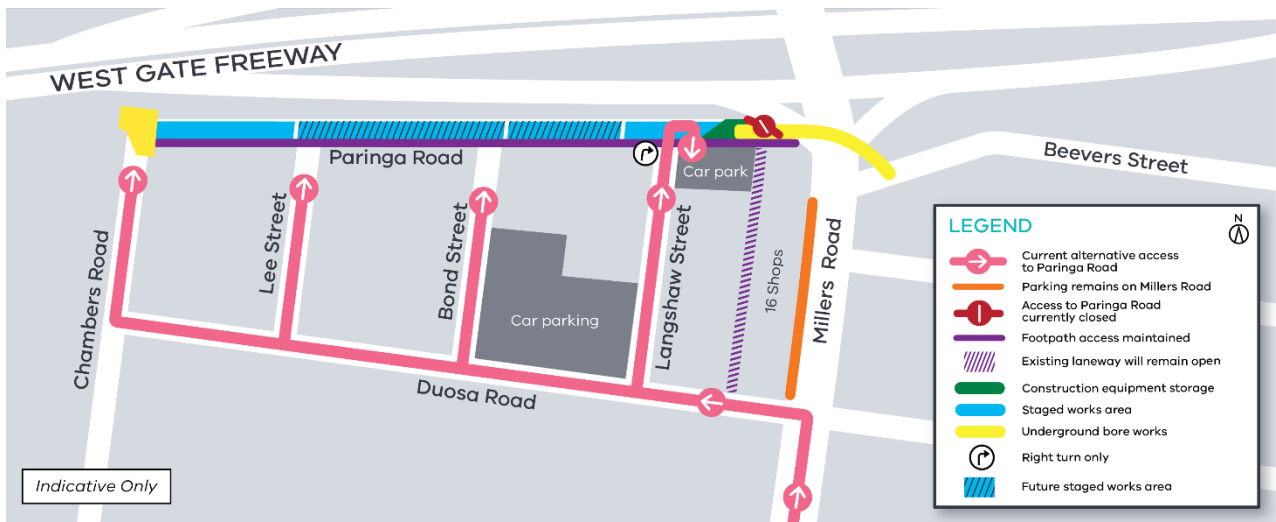 WEST GATE FREEWAY
Paringa Road
Car park
Beevers Street
Chambers Road
Lee Street
Bond Street
Langshaw Street
16 Shops
Millers Road
Car parking
Duosa Road
Indicative Only
LEGEND
N
Current alternative access
to Paringa Road
Parking remains on Millers Road
Access to Paringa Road
currently closed
Footpath access maintained
Existing laneway will remain open
Construction equipment storage
Staged works area
Underground bore works
Right turn only
Future staged works area